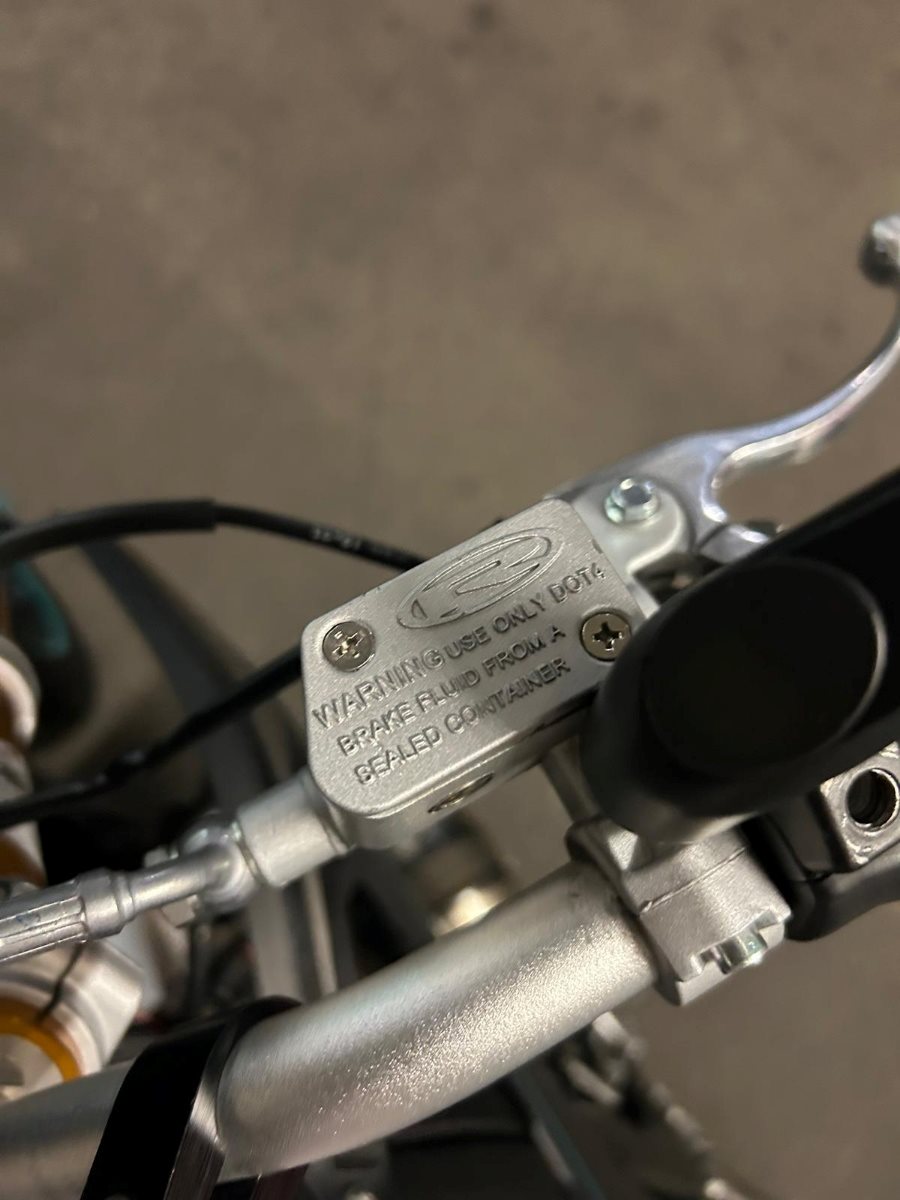 WARNING USE ONLY DOT4
BRAKE FLUID FROM A
SEALED CONTAINER